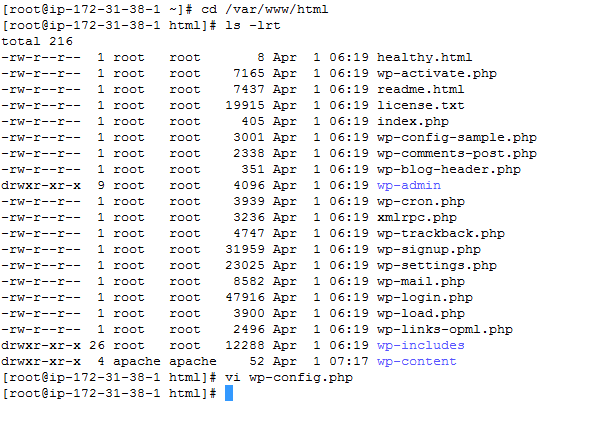 [root@ip-172-31-38-1 ~]# cd /var/www/html
[root@ip-172-31-38-1 html]# ls -lrt
total 216
-rw-r--r--  1 root   root       8 Apr  1 06:19 healthy.html
-rw-r--r--  1 root   root    7165 Apr  1 06:19 wp-activate.php
-rw-r--r--  1 root   root    7437 Apr  1 06:19 readme.html
-rw-r--r--  1 root   root   19915 Apr  1 06:19 license.txt
-rw-r--r--  1 root   root     405 Apr  1 06:19 index.php
-rw-r--r--  1 root   root    3001 Apr  1 06:19 wp-config-sample.php
-rw-r--r--  1 root   root    2338 Apr  1 06:19 wp-comments-post.php
-rw-r--r--  1 root   root     351 Apr  1 06:19 wp-blog-header.php
drwxr-xr-x  9 root   root    4096 Apr  1 06:19 wp-admin
-rw-r--r--  1 root   root    3939 Apr  1 06:19 wp-cron.php
-rw-r--r--  1 root   root    3236 Apr  1 06:19 xmlrpc.php
-rw-r--r--  1 root   root    4747 Apr  1 06:19 wp-trackback.php
-rw-r--r--  1 root   root   31959 Apr  1 06:19 wp-signup.php
-rw-r--r--  1 root   root   23025 Apr  1 06:19 wp-settings.php
-rw-r--r--  1 root   root    8582 Apr  1 06:19 wp-mail.php
-rw-r--r--  1 root   root   47916 Apr  1 06:19 wp-login.php
-rw-r--r--  1 root   root    3900 Apr  1 06:19 wp-load.php
-rw-r--r--  1 root   root    2496 Apr  1 06:19 wp-links-opml.php
drwxr-xr-x 26 root   root   12288 Apr  1 06:19 wp-includes
drwxr-xr-x  4 apache apache    52 Apr  1 07:17 wp-content
[root@ip-172-31-38-1 html]# vi wp-config.php
[root@ip-172-31-38-1 html]#